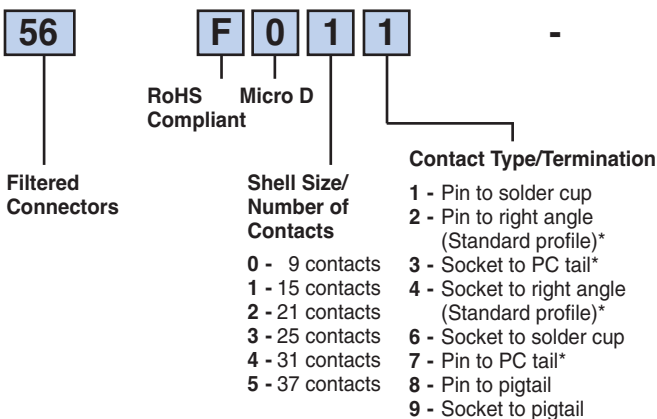 56 F 0 1 1 -
RoHS Compliant
Micro D
Filtered Connectors
Shell Size/
Number of
Contacts
0 - 9 contacts
1 - 15 contacts
2 - 21 contacts
3 - 25 contacts
4 - 31 contacts
5 - 37 contacts
Contact Type/Termination
1 - Pin to solder cup
2 - Pin to right angle
(Standard profile)*
3 - Socket to PC tail*
4 - Socket to right angle
(Standard profile)*
6 - Socket to solder cup
7 - Pin to PC tail*
8 - Pin to pigtail
9 - Socket to pigtail